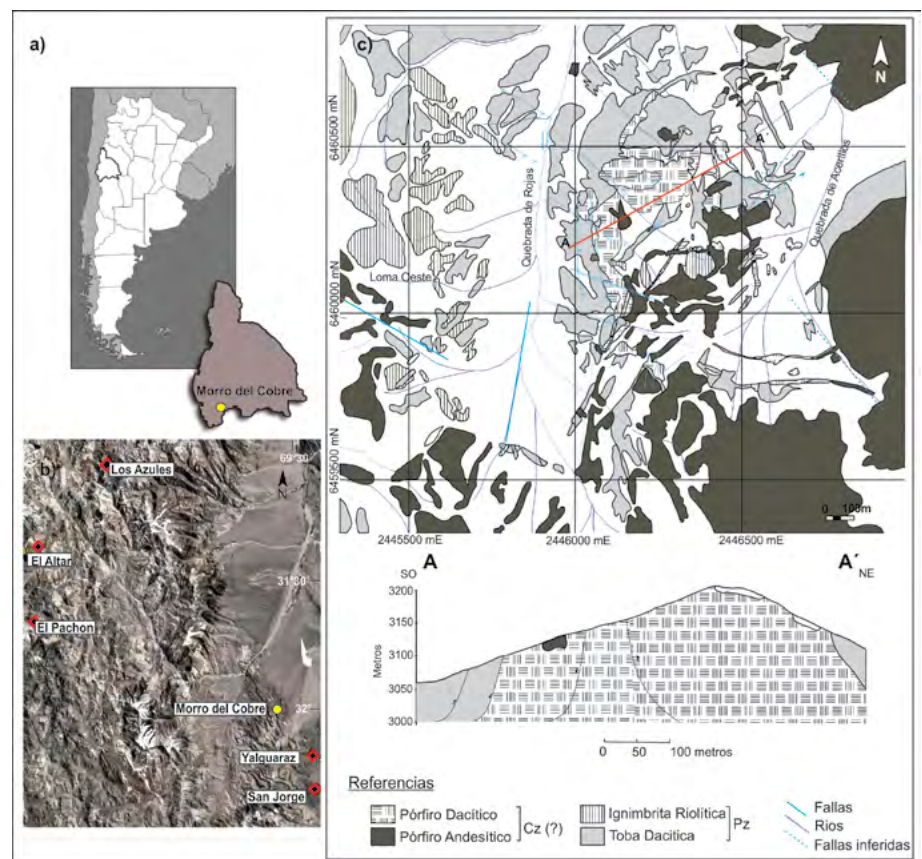 a)
Morro del Cobre
b)
Los Azules
69°30
N
El Altar
31°30
El Pachon
Morro del Cobre
32°
Yalguaraz
San Jorge
c)
N
6460500 mN
6460000 mN
6459500 mN
Quebrada de Rojas
Quebrada de Acerillos
Loma Oeste
A
A´
0 100m
2445500 mE
2446000 mE
2446500 mE
SO A A´ NE
Metros
3200
3150
3100
3050
3000
0 50 100 metros
Referencias
Pórfiro Dacítico
Pórfiro Andesitico
Cz (?)
Ignimbrita Riolítica
Toba Dacitica
Pz
Fallas
Rios
Fallas inferidas